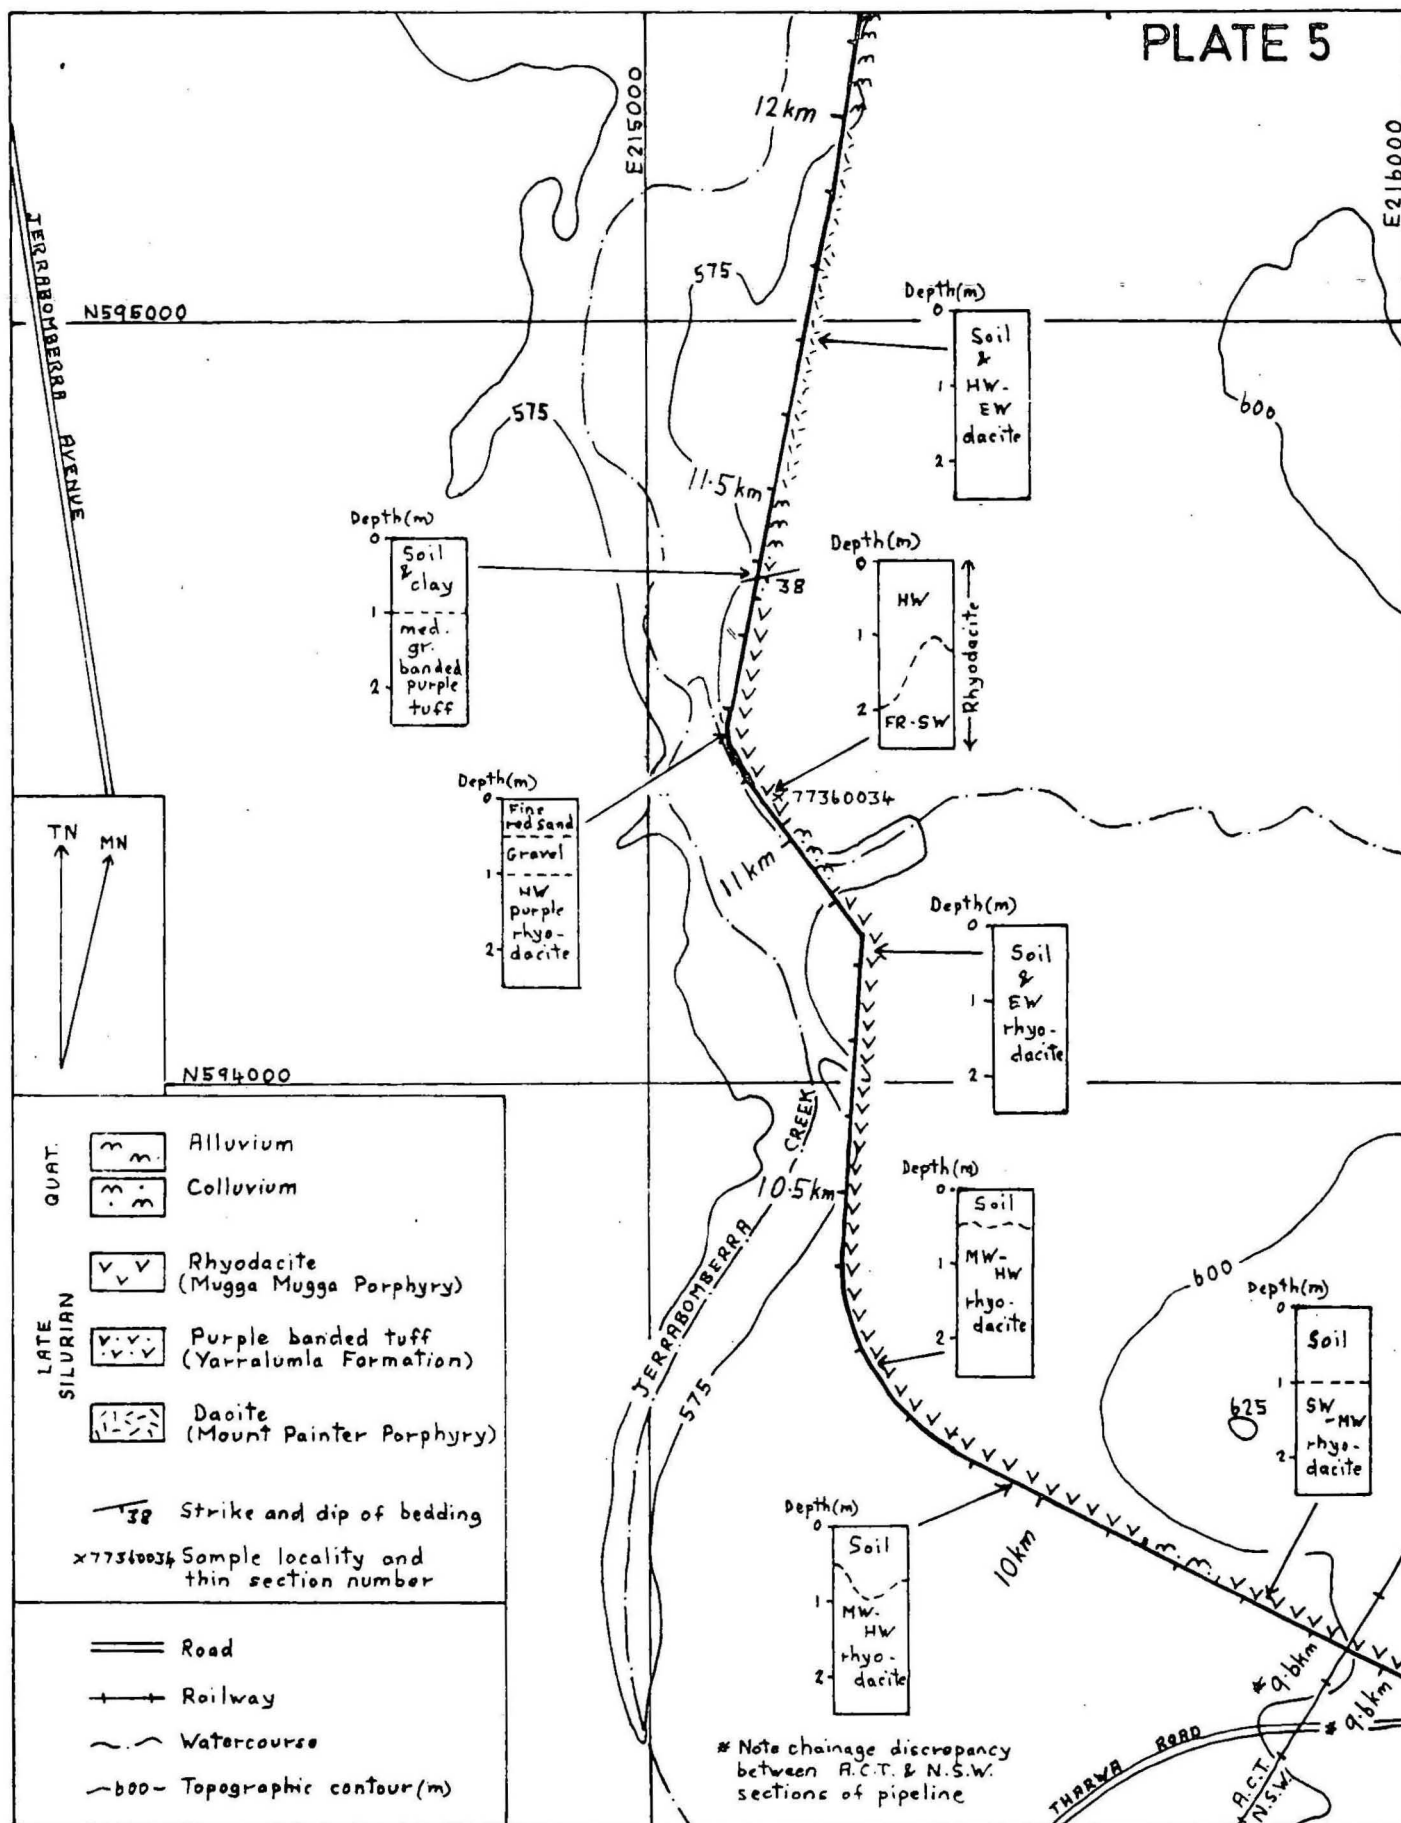 PLATE 5
E215000
E216000
12km
JERRABOMBERRA AVENUE
N595000
575
Depth(m)
0
1
2
Soil
&
HW-
EW
dacite
600
575
11.5km
Depth(m)
0
1
2
Soil
&
clay
med.
gr.
banded
purple
tuff
38
Depth(m)
0
1
2
HW
FR-SW
Rhyodacite
77360034
Depth(m)
0
1
2
Fine
red sand
Gravel
HW
purple
rhyo-
dacite
11km
TN
MN
Depth(m)
0
1
2
Soil
&
EW
rhyo-
dacite
N594000
JERRABOMBERRA CREEK
10.5km
575
Depth(m)
0
1
2
Soil
MW-
HW
rhyo-
dacite
600
625
Depth(m)
0
1
2
Soil
SW
-MW
rhyo-
dacite
Depth(m)
0
1
2
Soil
MW-
HW
rhyo-
dacite
10km
* 9.6km
* 9.6km
THARWA ROAD
A.C.T.
N.S.W.
* Note chainage discrepancy
between A.C.T. & N.S.W.
sections of pipeline
QUAT.
Alluvium
Colluvium
LATE
SILURIAN
Rhyodacite
(Mugga Mugga Porphyry)
Purple banded tuff
(Yarralumla Formation)
Dacite
(Mount Painter Porphyry)
38 Strike and dip of bedding
x77360034 Sample locality and
thin section number
Road
Railway
Watercourse
600 Topographic contour (m)